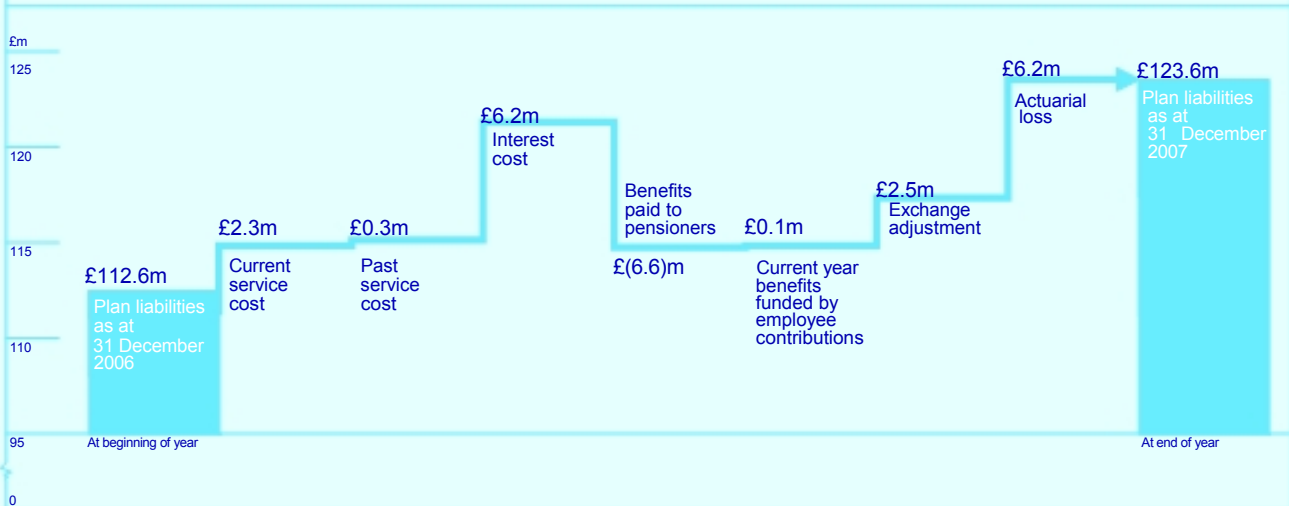 £m
125
120
115
110
95
0
£112.6m
Plan liabilities
as at
31 December
2006
At beginning of year
£2.3m
Current
service
cost
£0.3m
Past
service
cost
£6.2m
Interest
cost
Benefits
paid to
pensioners
£(6.6)m
£0.1m
Current year
benefits
funded by
employee
contributions
£2.5m
Exchange
adjustment
£6.2m
Actuarial
loss
£123.6m
Plan liabilities
as at
31 December
2007
At end of year